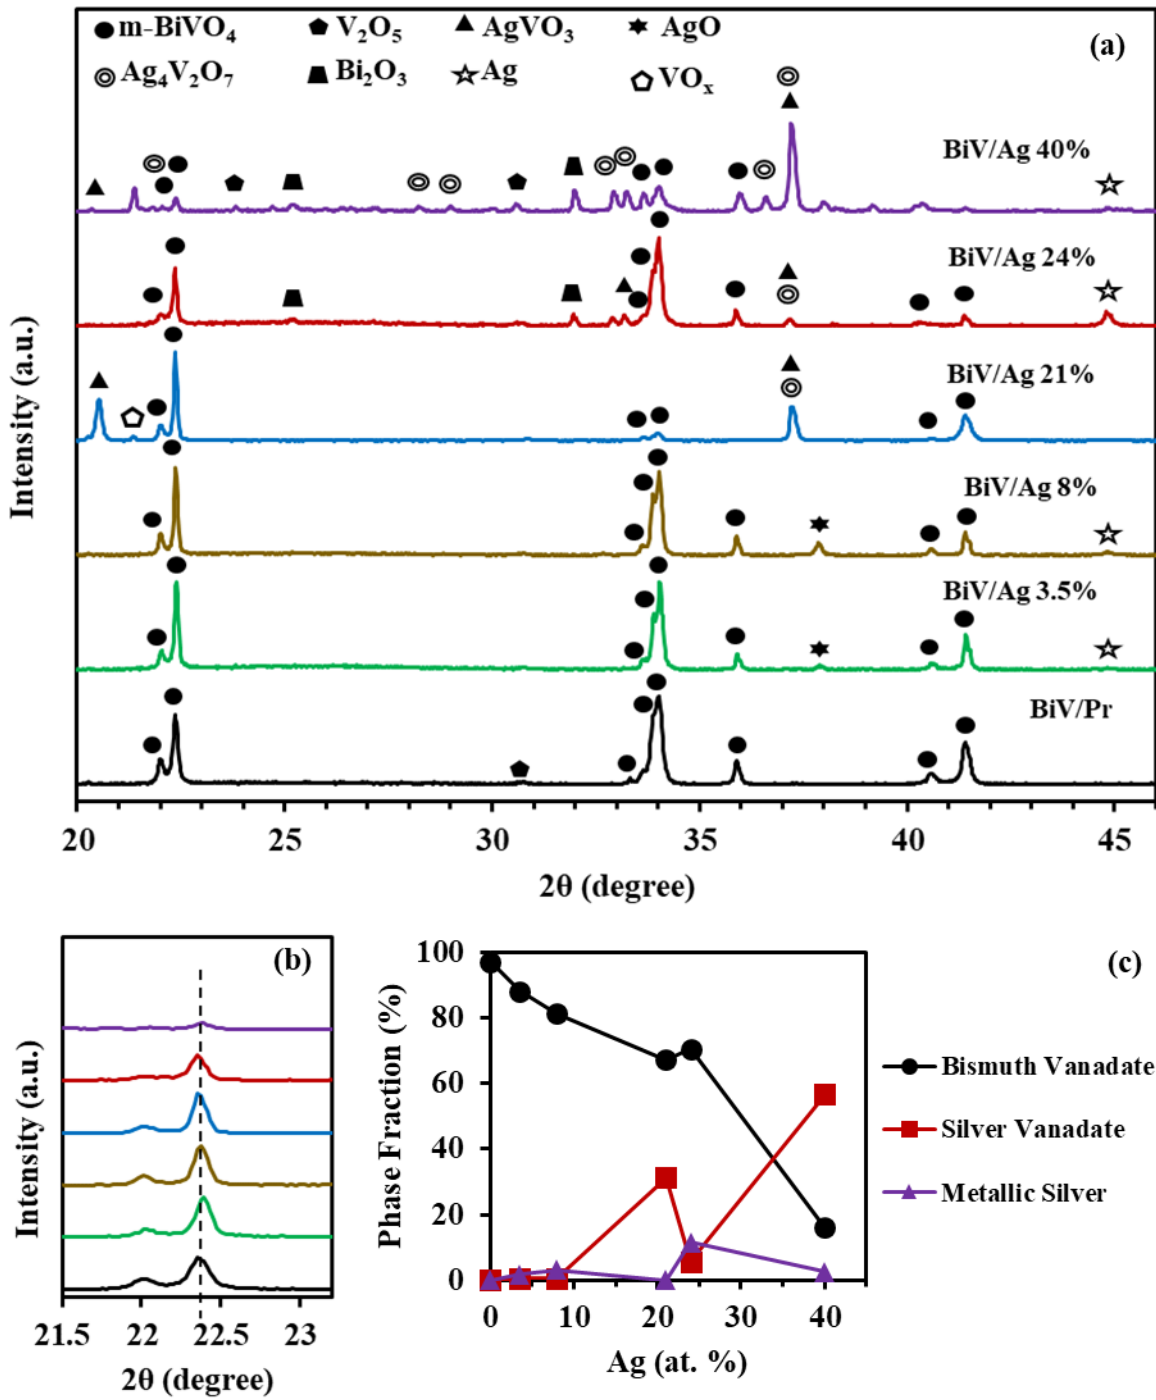 (a)
m-BiVO₄ V₂O₅ AgVO₃ AgO
Ag₄V₂O₇ Bi₂O₃ Ag VOₓ
BiV/Ag 40%
BiV/Ag 24%
BiV/Ag 21%
BiV/Ag 8%
BiV/Ag 3.5%
BiV/Pr
Intensity (a.u.)
20 25 30 35 40 45
2θ (degree)
(b)
Intensity (a.u.)
21.5 22 22.5 23
2θ (degree)
(c)
Phase Fraction (%)
100
80
60
40
20
0
0 10 20 30 40
Ag (at. %)
Bismuth Vanadate
Silver Vanadate
Metallic Silver